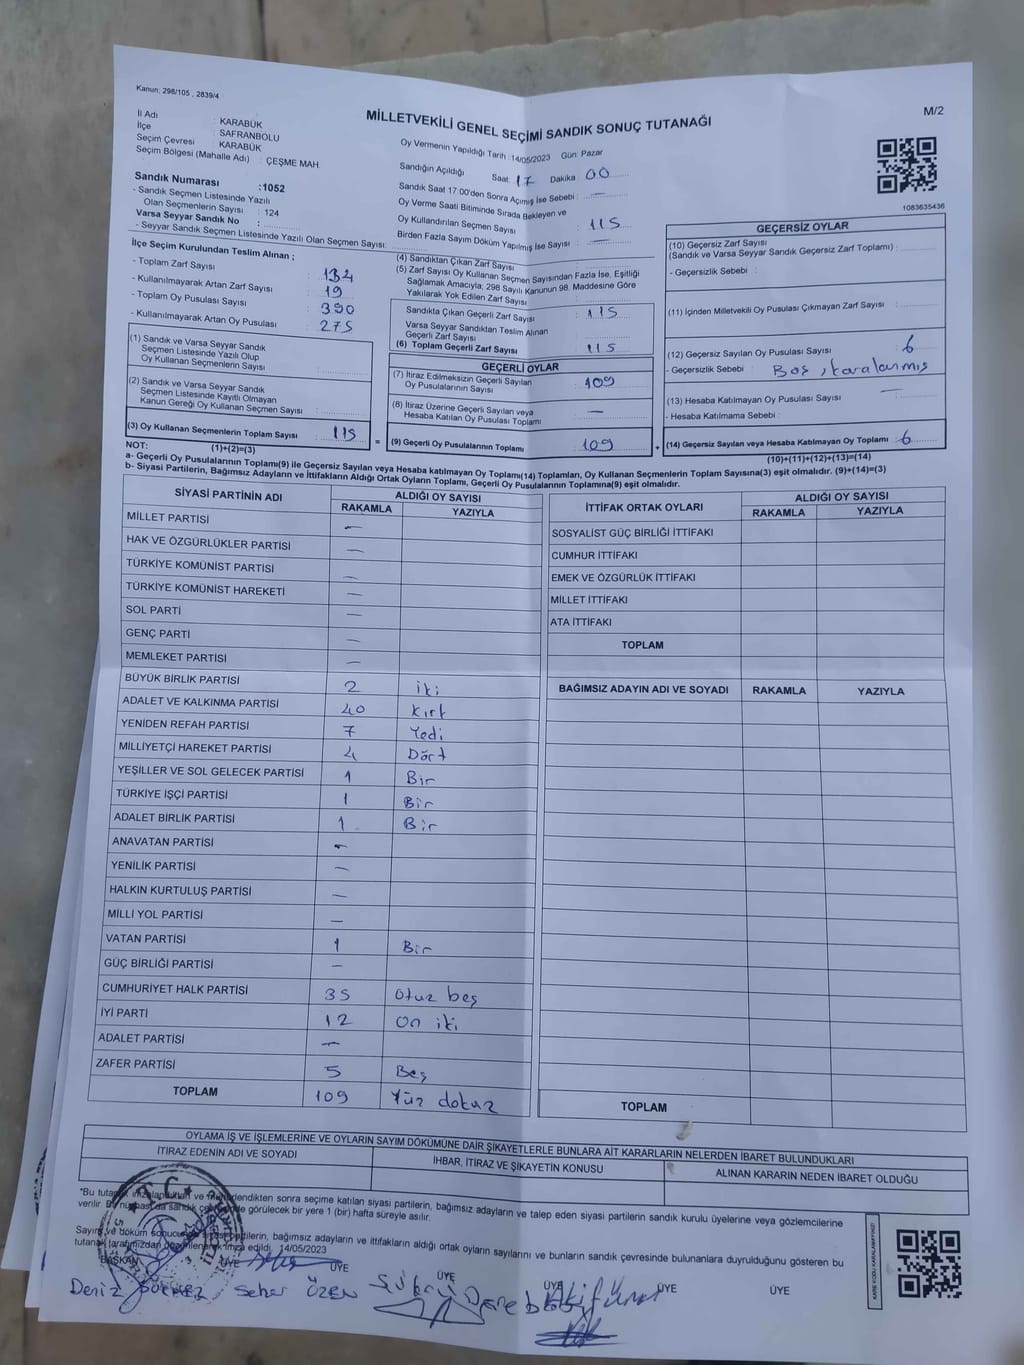 Kanun; 298/105 , 2839/4
M/2
MİLLETVEKİLİ GENEL SEÇİMİ SANDIK SONUÇ TUTANAĞI
İl Adı : KARABÜK
İlçe : SAFRANBOLU
Seçim Çevresi : KARABÜK
Seçim Bölgesi (Mahalle Adı) : ÇEŞME MAH.
Sandık Numarası :1052
- Sandık Seçmen Listesinde Yazılı
Olan Seçmenlerin Sayısı : 124
Varsa Seyyar Sandık No :
- Seyyar Sandık Seçmen Listesinde Yazılı Olan Seçmen Sayısı:
Oy Vermenin Yapıldığı Tarih :14/05/2023 Gün: Pazar
Sandığın Açıldığı Saat 17 Dakika 00
Sandık Saat 17:00'den Sonra Açımış İse Sebebi : —
Oy Verme Saati Bitiminde Sırada Bekleyen ve
Oy Kullandırılan Seçmen Sayısı : 115
Birden Fazla Sayım Döküm Yapılmış İse Sayısı : —
1083635436
İlçe Seçim Kurulundan Teslim Alınan ;
- Toplam Zarf Sayısı : 134
- Kullanılmayarak Artan Zarf Sayısı : 19
- Toplam Oy Pusulası Sayısı : 390
- Kullanılmayarak Artan Oy Pusulası : 275
(1) Sandık ve Varsa Seyyar Sandık
Seçmen Listesinde Yazılı Olup
Oy Kullanan Seçmenlerin Sayısı :
(2) Sandık ve Varsa Seyyar Sandık
Seçmen Listesinde Kayıtlı Olmayan
Kanun Gereği Oy Kullanan Seçmen Sayısı :
(3) Oy Kullanan Seçmenlerin Toplam Sayısı : 115
(1)+(2)=(3)
(4) Sandıktan Çıkan Zarf Sayısı :
(5) Zarf Sayısı Oy Kullanan Seçmen Sayısından Fazla İse, Eşitliği
Sağlamak Amacıyla; 298 Sayılı Kanunun 98. Maddesine Göre
Yakılarak Yok Edilen Zarf Sayısı :
Sandıkta Çıkan Geçerli Zarf Sayısı : 115
Varsa Seyyar Sandıktan Teslim Alınan
Geçerli Zarf Sayısı :
(6) Toplam Geçerli Zarf Sayısı : 115
GEÇERLİ OYLAR
(7) İtiraz Edilmeksizin Geçerli Sayılan
Oy Pusulalarının Sayısı : 109
(8) İtiraz Üzerine Geçerli Sayılan veya
Hesaba Katılan Oy Pusulası Toplamı : —
= (9) Geçerli Oy Pusulalarının Toplamı : 109
GEÇERSİZ OYLAR
(10) Geçersiz Zarf Sayısı
(Sandık ve Varsa Seyyar Sandık Geçersiz Zarf Toplamı) :
- Geçersizlik Sebebi :
(11) İçinden Milletvekili Oy Pusulası Çıkmayan Zarf Sayısı :
(12) Geçersiz Sayılan Oy Pusulası Sayısı : 6
- Geçersizlik Sebebi : Boş, karalanmış
(13) Hesaba Katılmayan Oy Pusulası Sayısı : —
- Hesaba Katılmama Sebebi :
+ (14) Geçersiz Sayılan veya Hesaba Katılmayan Oy Toplamı : 6
(10)+(11)+(12)+(13)=(14)
NOT:
a- Geçerli Oy Pusulalarının Toplamı(9) ile Geçersiz Sayılan veya Hesaba katılmayan Oy Toplamı(14) Toplamları, Oy Kullanan Seçmenlerin Toplam Sayısına(3) eşit olmalıdır. (9)+(14)=(3)
b- Siyasi Partilerin, Bağımsız Adayların ve İttifakların Aldığı Ortak Oyların Toplamı, Geçerli Oy Pusulalarının Toplamına(9) eşit olmalıdır.
SİYASİ PARTİNİN ADI ALDIĞI OY SAYISI
RAKAMLA YAZIYLA
MİLLET PARTİSİ —
HAK VE ÖZGÜRLÜKLER PARTİSİ —
TÜRKİYE KOMÜNİST PARTİSİ —
TÜRKİYE KOMÜNİST HAREKETİ —
SOL PARTİ —
GENÇ PARTİ —
MEMLEKET PARTİSİ —
BÜYÜK BİRLİK PARTİSİ 2 iki
ADALET VE KALKINMA PARTİSİ 40 Kırk
YENİDEN REFAH PARTİSİ 7 Yedi
MİLLİYETÇİ HAREKET PARTİSİ 4 Dört
YEŞİLLER VE SOL GELECEK PARTİSİ 1 Bir
TÜRKİYE İŞÇİ PARTİSİ 1 Bir
ADALET BİRLİK PARTİSİ 1 Bir
ANAVATAN PARTİSİ —
YENİLİK PARTİSİ —
HALKIN KURTULUŞ PARTİSİ —
MİLLİ YOL PARTİSİ —
VATAN PARTİSİ 1 Bir
GÜÇ BİRLİĞİ PARTİSİ —
CUMHURİYET HALK PARTİSİ 35 Otuz beş
İYİ PARTİ 12 On iki
ADALET PARTİSİ —
ZAFER PARTİSİ 5 Beş
TOPLAM 109 Yüz dokuz
İTTİFAK ORTAK OYLARI ALDIĞI OY SAYISI
RAKAMLA YAZIYLA
SOSYALİST GÜÇ BİRLİĞİ İTTİFAKI
CUMHUR İTTİFAKI
EMEK VE ÖZGÜRLÜK İTTİFAKI
MİLLET İTTİFAKI
ATA İTTİFAKI
TOPLAM
BAĞIMSIZ ADAYIN ADI VE SOYADI RAKAMLA YAZIYLA
TOPLAM
OYLAMA İŞ VE İŞLEMLERİNE VE OYLARIN SAYIM DÖKÜMÜNE DAİR ŞİKAYETLERLE BUNLARA AİT KARARLARIN NELERDEN İBARET BULUNDUKLARI
İTİRAZ EDENİN ADI VE SOYADI İHBAR, İTİRAZ VE ŞİKAYETİN KONUSU ALINAN KARARIN NEDEN İBARET OLDUĞU
*Bu tutanak imzalandıktan ve mühürlendikten sonra seçime katılan siyasi partilerin, bağımsız adayların ve talep eden siyasi partilerin sandık kurulu üyelerine veya gözlemcilerine
verilir. Bir nüshası da sandık çevresinde görülecek bir yere 1 (bir) hafta süreyle asılır.
Sayım ve döküm sonucunda siyasi partilerin, bağımsız adayların ve ittifakların aldığı ortak oyların sayılarını ve bunların sandık çevresinde bulunanlara duyrulduğunu gösteren bu
tutanak tarafımızdan düzenlenerek imza edildi. 14/05/2023
BAŞKAN ÜYE ÜYE ÜYE ÜYE ÜYE ÜYE
Deniz Seher ÖZEN Şükrü
T.C.
KARE KODU KARALAMAYINIZ!